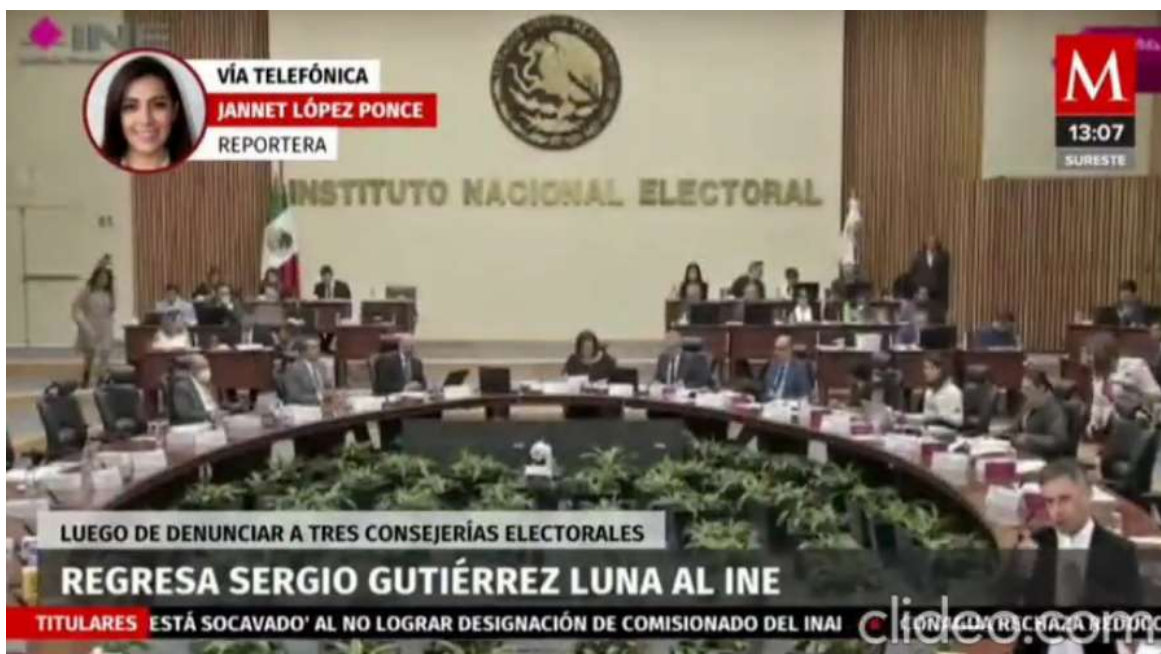 INE
VÍA TELEFÓNICA
JANNET LÓPEZ PONCE
REPORTERA
M
13:07
SURESTE
INSTITUTO NACIONAL ELECTORAL
LUEGO DE DENUNCIAR A TRES CONSEJERÍAS ELECTORALES
REGRESA SERGIO GUTIÉRREZ LUNA AL INE
TITULARES ESTÁ SOCAVADO' AL NO LOGRAR DESIGNACIÓN DE COMISIONADO DEL INAI CONAGUA RECHAZA
clideo.com